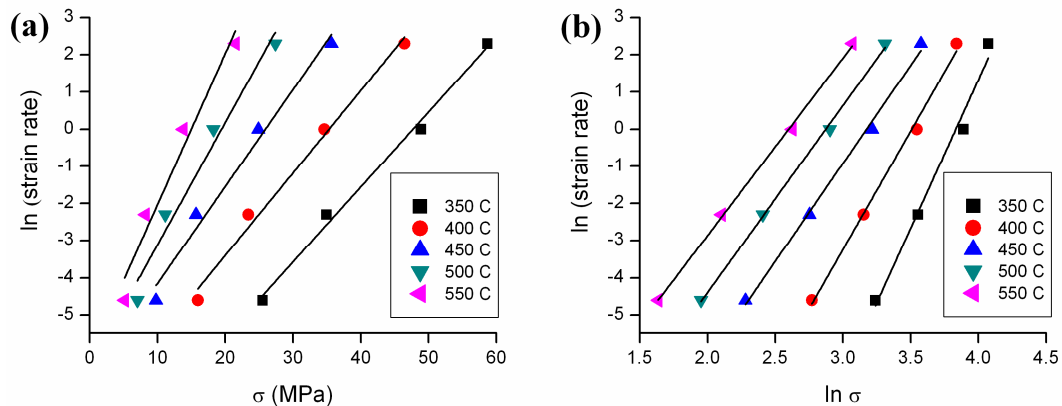 (a)
ln (strain rate)
3
2
1
0
-1
-2
-3
-4
-5
0 10 20 30 40 50 60
σ (MPa)
350 C
400 C
450 C
500 C
550 C
(b)
ln (strain rate)
3
2
1
0
-1
-2
-3
-4
-5
1.5 2.0 2.5 3.0 3.5 4.0 4.5
ln σ
350 C
400 C
450 C
500 C
550 C